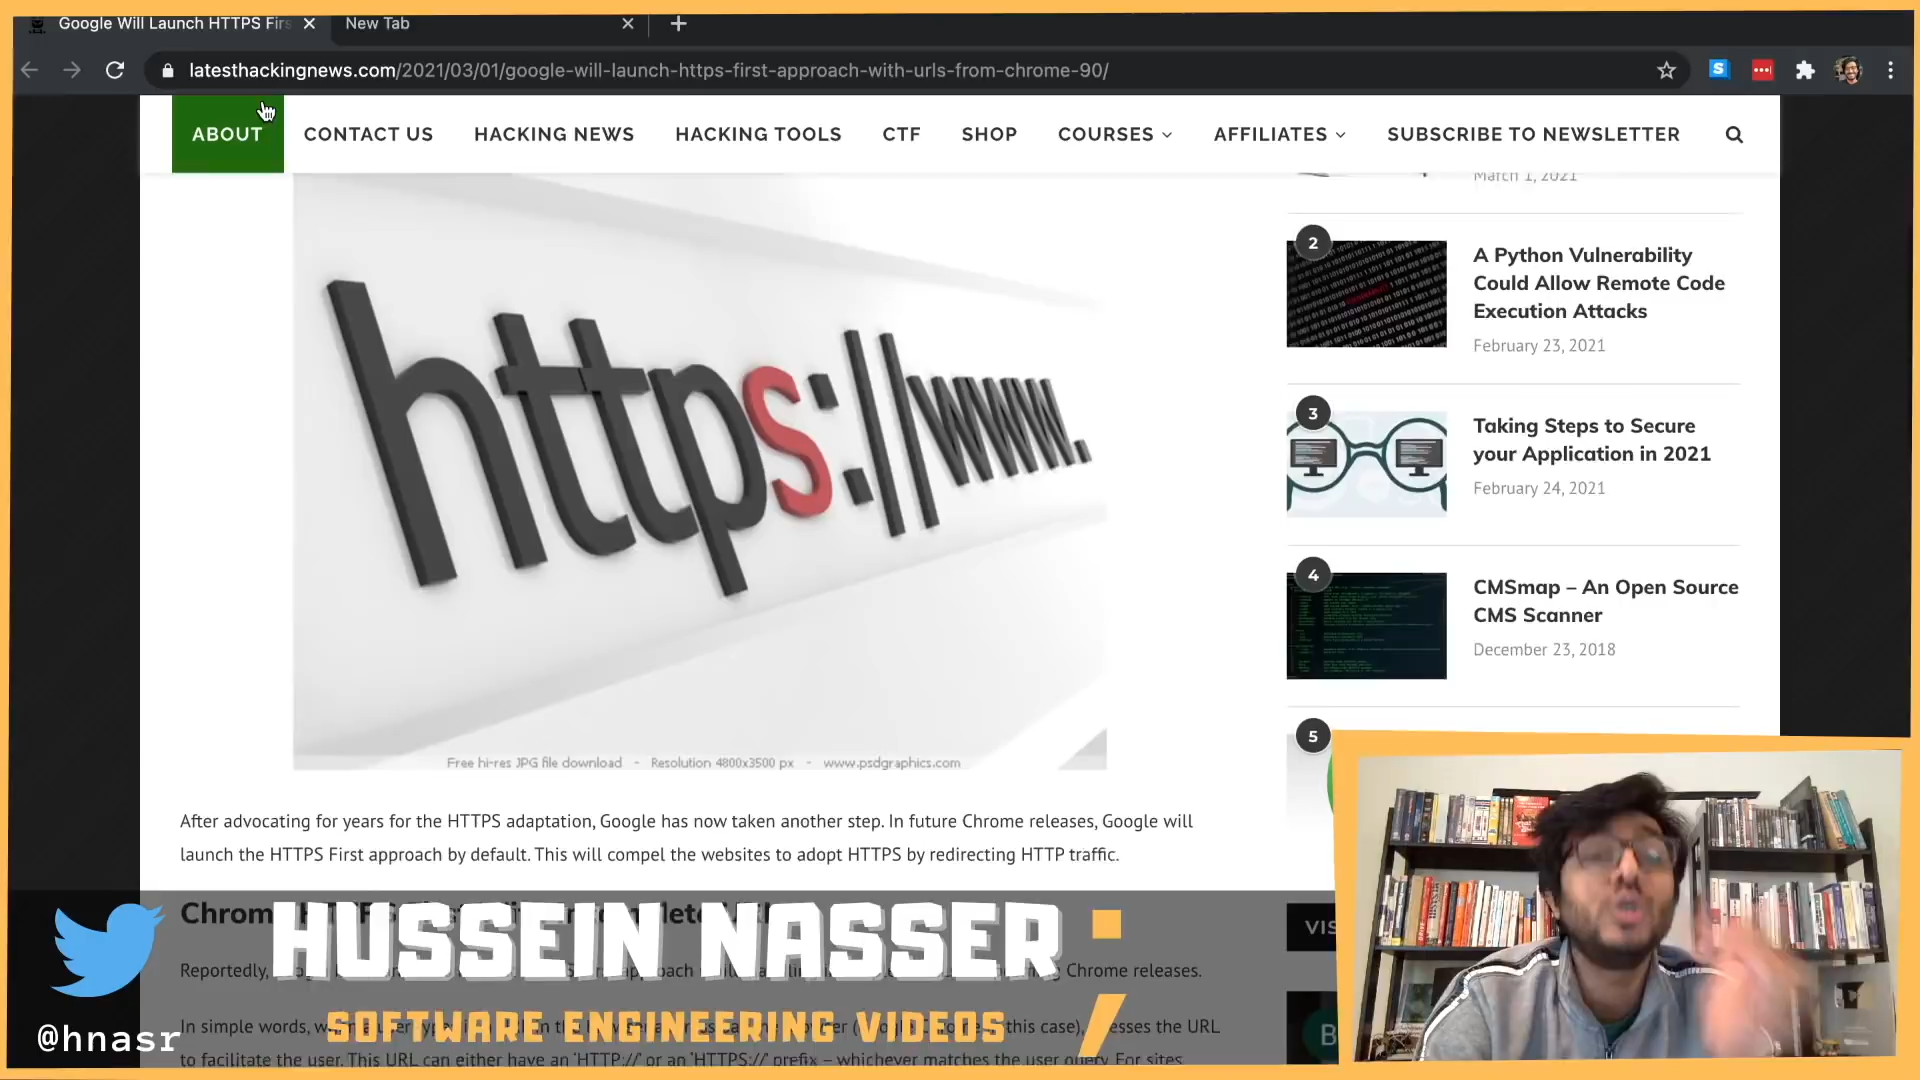 Google Will Launch HTTPS Firs
New Tab
latesthackingnews.com/2021/03/01/google-will-launch-https-first-approach-with-urls-from-chrome-90/
ABOUT CONTACT US HACKING NEWS HACKING TOOLS CTF SHOP COURSES AFFILIATES SUBSCRIBE TO NEWSLETTER
https://www.
Free hi-res JPG file download - Resolution 4800x3500 px - www.psdgraphics.com
After advocating for years for the HTTPS adaptation, Google has now taken another step. In future Chrome releases, Google will
launch the HTTPS First approach by default. This will compel the websites to adopt HTTPS by redirecting HTTP traffic.
Reportedly, Chrome releases.
In simple words, this case), the URL
to facilitate the user. This URL can either have an 'HTTP://' or an 'HTTPS://' prefix – whichever matches the user query. For sites
March 1, 2021
2
A Python Vulnerability
Could Allow Remote Code
Execution Attacks
February 23, 2021
3
Taking Steps to Secure
your Application in 2021
February 24, 2021
4
CMSmap – An Open Source
CMS Scanner
December 23, 2018
5
HUSSEIN NASSER
SOFTWARE ENGINEERING VIDEOS
@hnasr